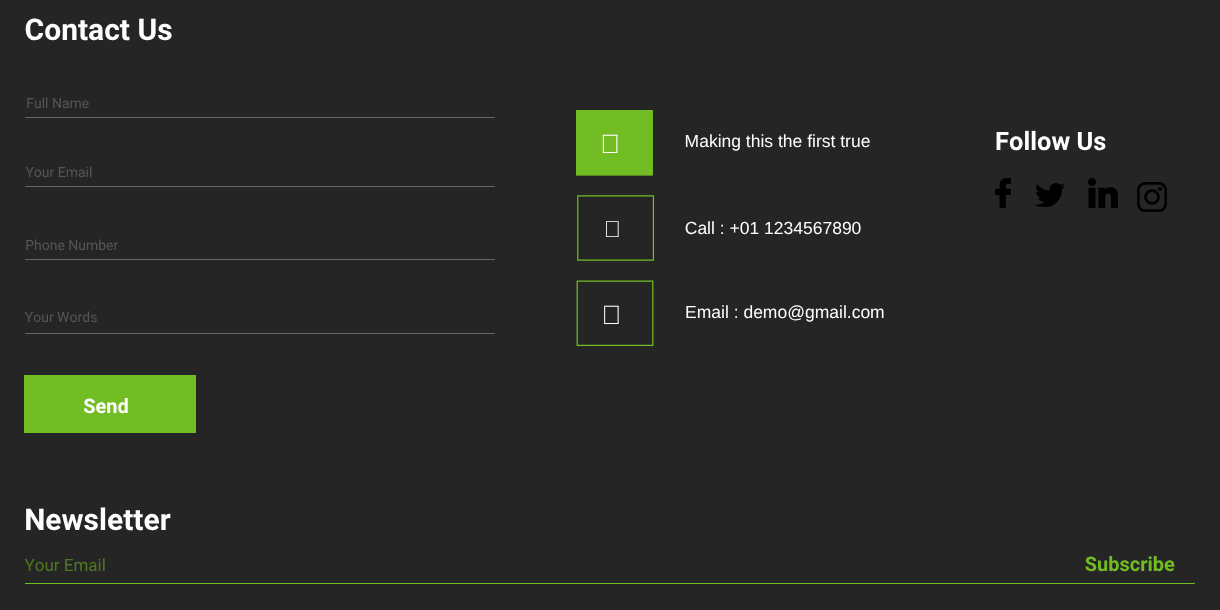 Contact Us
Full Name
Your Email
Phone Number
Your Words
Send
Making this the first true
Call : +01 1234567890
Email : demo@gmail.com
Follow Us
Newsletter
Your Email
Subscribe